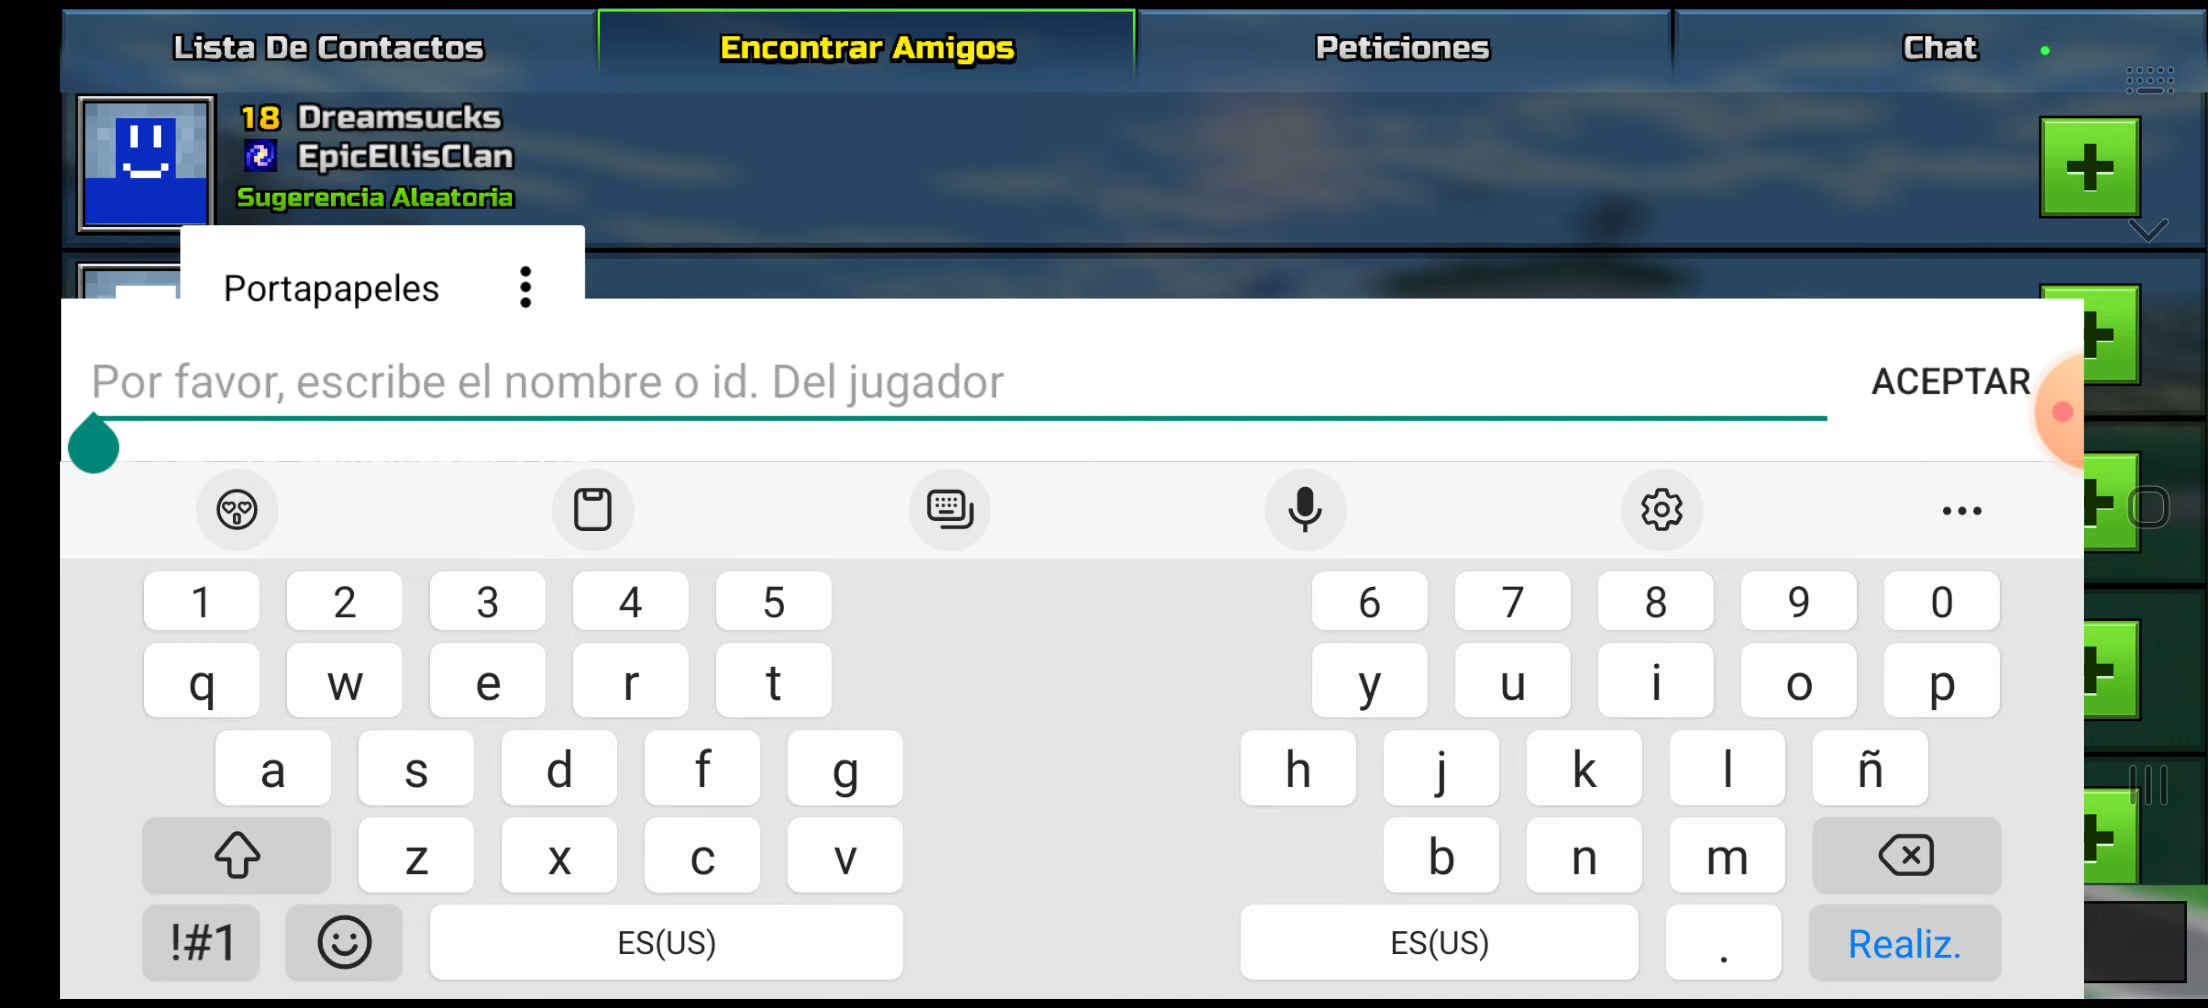 Lista De Contactos
Encontrar Amigos
Peticiones
Chat
18 Dreamsucks
EpicEllisClan
Sugerencia Aleatoria
Portapapeles
Por favor, escribe el nombre o id. Del jugador
ACEPTAR
1 2 3 4 5 6 7 8 9 0
q w e r t y u i o p
a s d f g h j k l ñ
z x c v b n m
!#1 ES(US) ES(US) . Realiz.